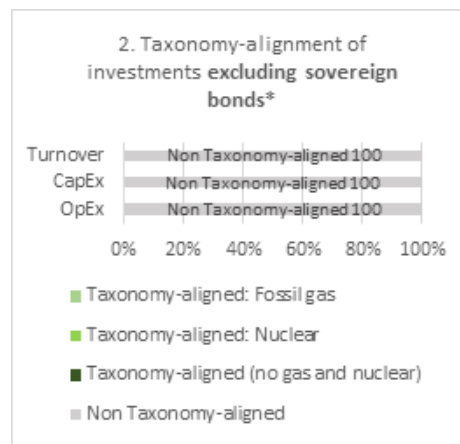 2. Taxonomy-alignment of
investments excluding sovereign
bonds*
Turnover
Non Taxonomy-aligned 100
CapEx
Non Taxonomy-aligned 100
OpEx
Non Taxonomy-aligned 100
0% 20% 40% 60% 80% 100%
Taxonomy-aligned: Fossil gas
Taxonomy-aligned: Nuclear
Taxonomy-aligned (no gas and nuclear)
Non Taxonomy-aligned